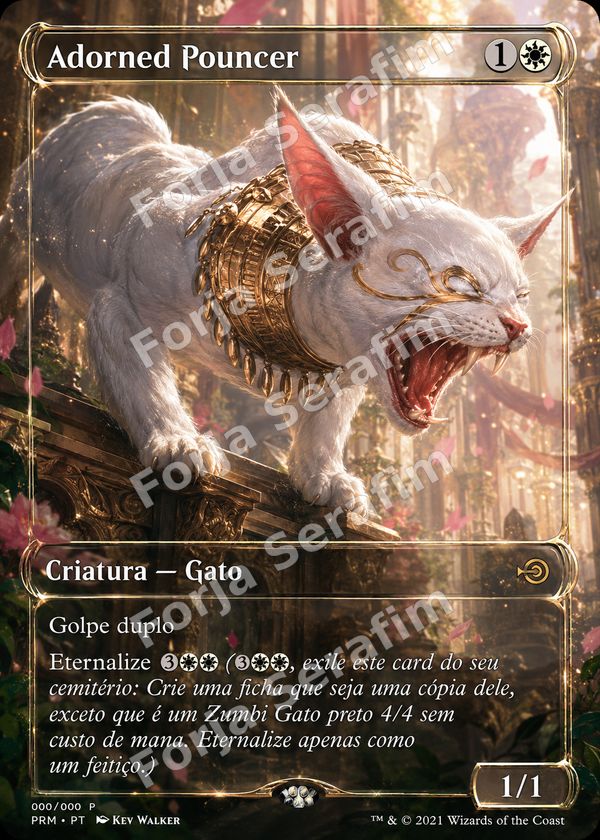 Adorned Pouncer 1
Forja Serafim
Forja Serafim
Forja Serafim
Forja Serafim
Forja Serafim
Criatura — Gato
Golpe duplo
Eternalize 3 (3, exile este card do seu
cemitério: Crie uma ficha que seja uma cópia dele,
exceto que é um Zumbi Gato preto 4/4 sem
custo de mana. Eternalize apenas como
um feitiço.)
1/1
000/000 P
PRM • PT Kev Walker
™ & © 2021 Wizards of the Coast